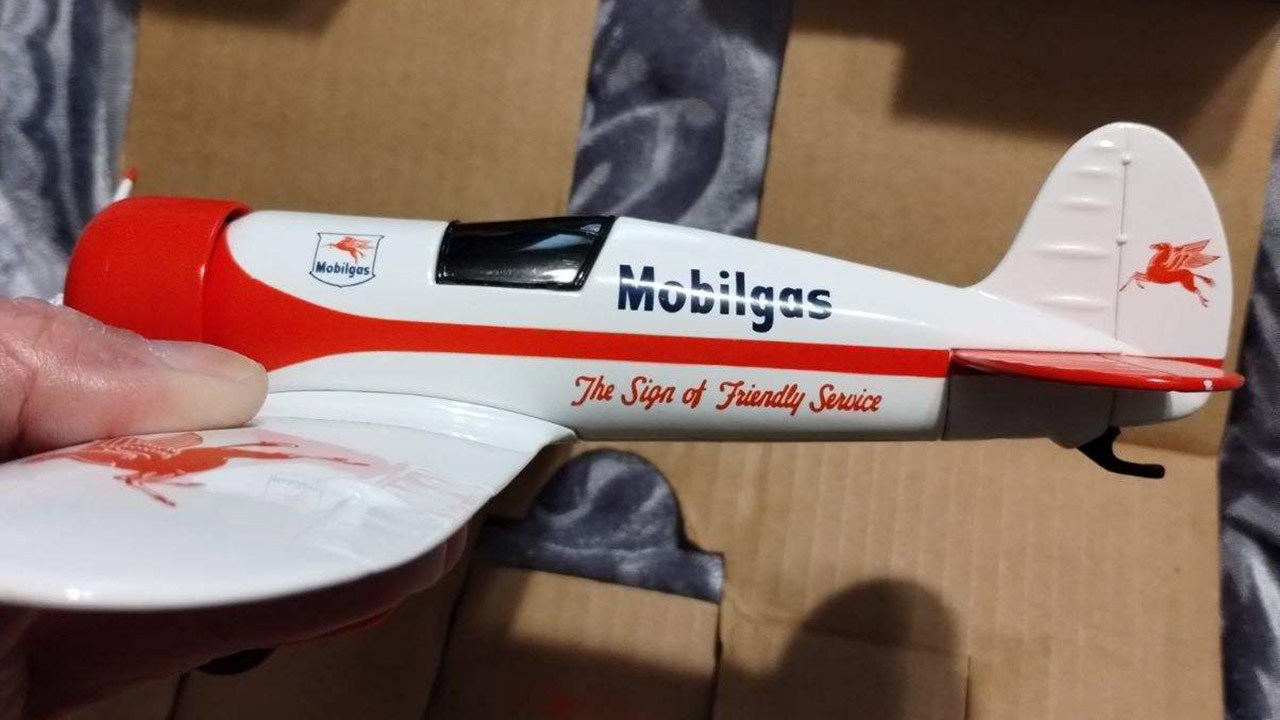 Mobilgas
Mobilgas
The Sign of Friendly Service